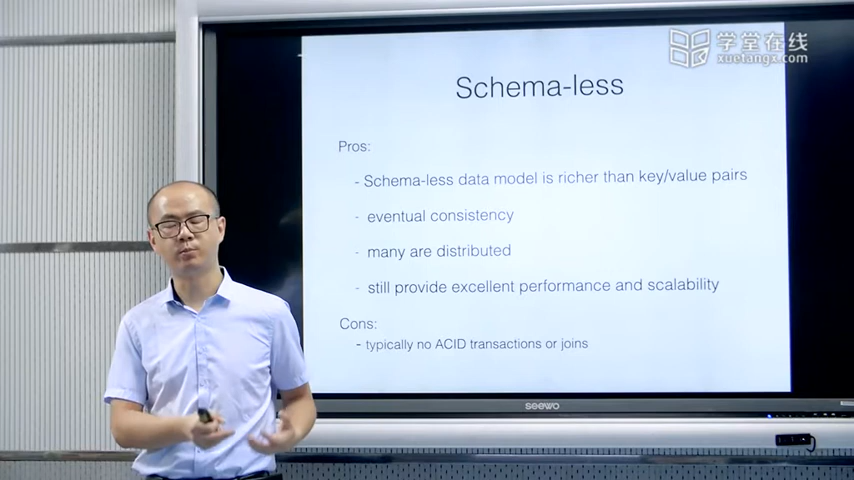 学堂在线
xuetangx.com
Schema-less
Pros:
- Schema-less data model is richer than key/value pairs
- eventual consistency
- many are distributed
- still provide excellent performance and scalability
Cons:
- typically no ACID transactions or joins
seewo